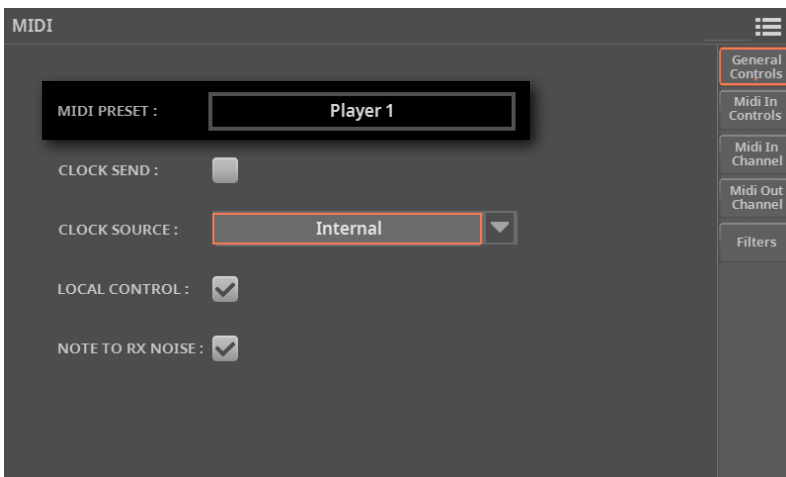 MIDI
General
Controls
MIDI PRESET :
Player 1
Midi In
Controls
CLOCK SEND :
Midi In
Channel
Midi Out
Channel
CLOCK SOURCE :
Internal
Filters
LOCAL CONTROL :
NOTE TO RX NOISE :